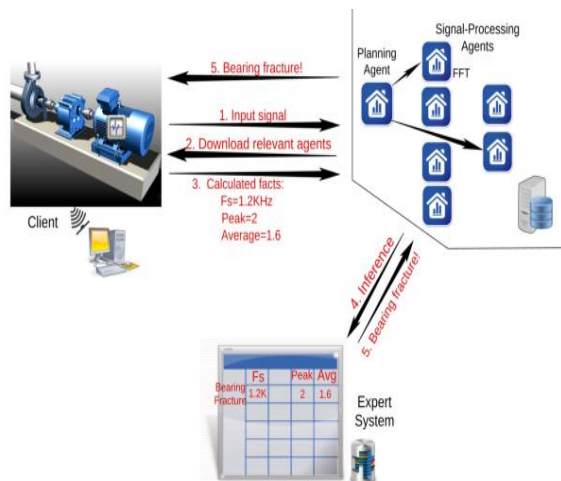 Signal-Processing
Agents
Planning
Agent
FFT
5. Bearing fracture!
1. Input signal
2. Download relevant agents
3. Calculated facts:
Fs=1.2KHz
Peak=2
Average=1.6
Client
4. Inference
5. Bearing fracture!
Fs Peak Avg
Bearing
Fracture
1.2K 2 1.6
Expert
System